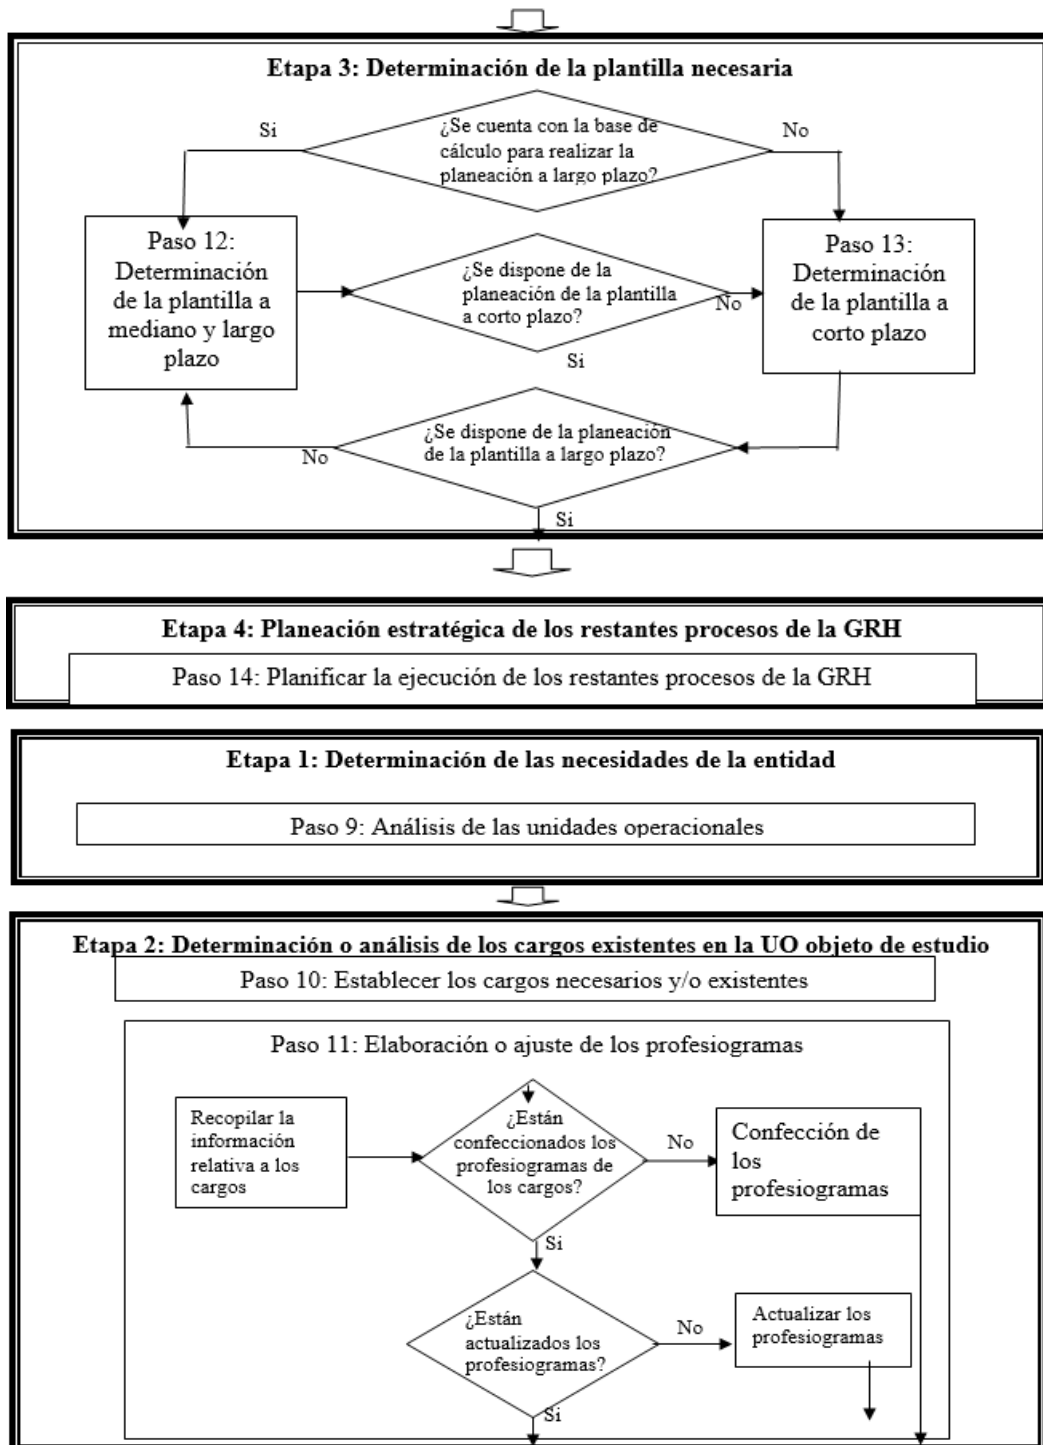 Etapa 3: Determinación de la plantilla necesaria
Si
¿Se cuenta con la base de
cálculo para realizar la
planeación a largo plazo?
No
Paso 12:
Determinación
de la plantilla a
mediano y largo
plazo
¿Se dispone de la
planeación de la plantilla
a corto plazo?
No
Si
Paso 13:
Determinación
de la plantilla a
corto plazo
¿Se dispone de la planeación
de la plantilla a largo plazo?
No
Si
Etapa 4: Planeación estratégica de los restantes procesos de la GRH
Paso 14: Planificar la ejecución de los restantes procesos de la GRH
Etapa 1: Determinación de las necesidades de la entidad
Paso 9: Análisis de las unidades operacionales
Etapa 2: Determinación o análisis de los cargos existentes en la UO objeto de estudio
Paso 10: Establecer los cargos necesarios y/o existentes
Paso 11: Elaboración o ajuste de los profesiogramas
Recopilar la
información
relativa a los
cargos
¿Están
confeccionados los
profesiogramas de
los cargos?
No
Confección de
los
profesiogramas
Si
¿Están
actualizados los
profesiogramas?
No
Actualizar los
profesiogramas
Si